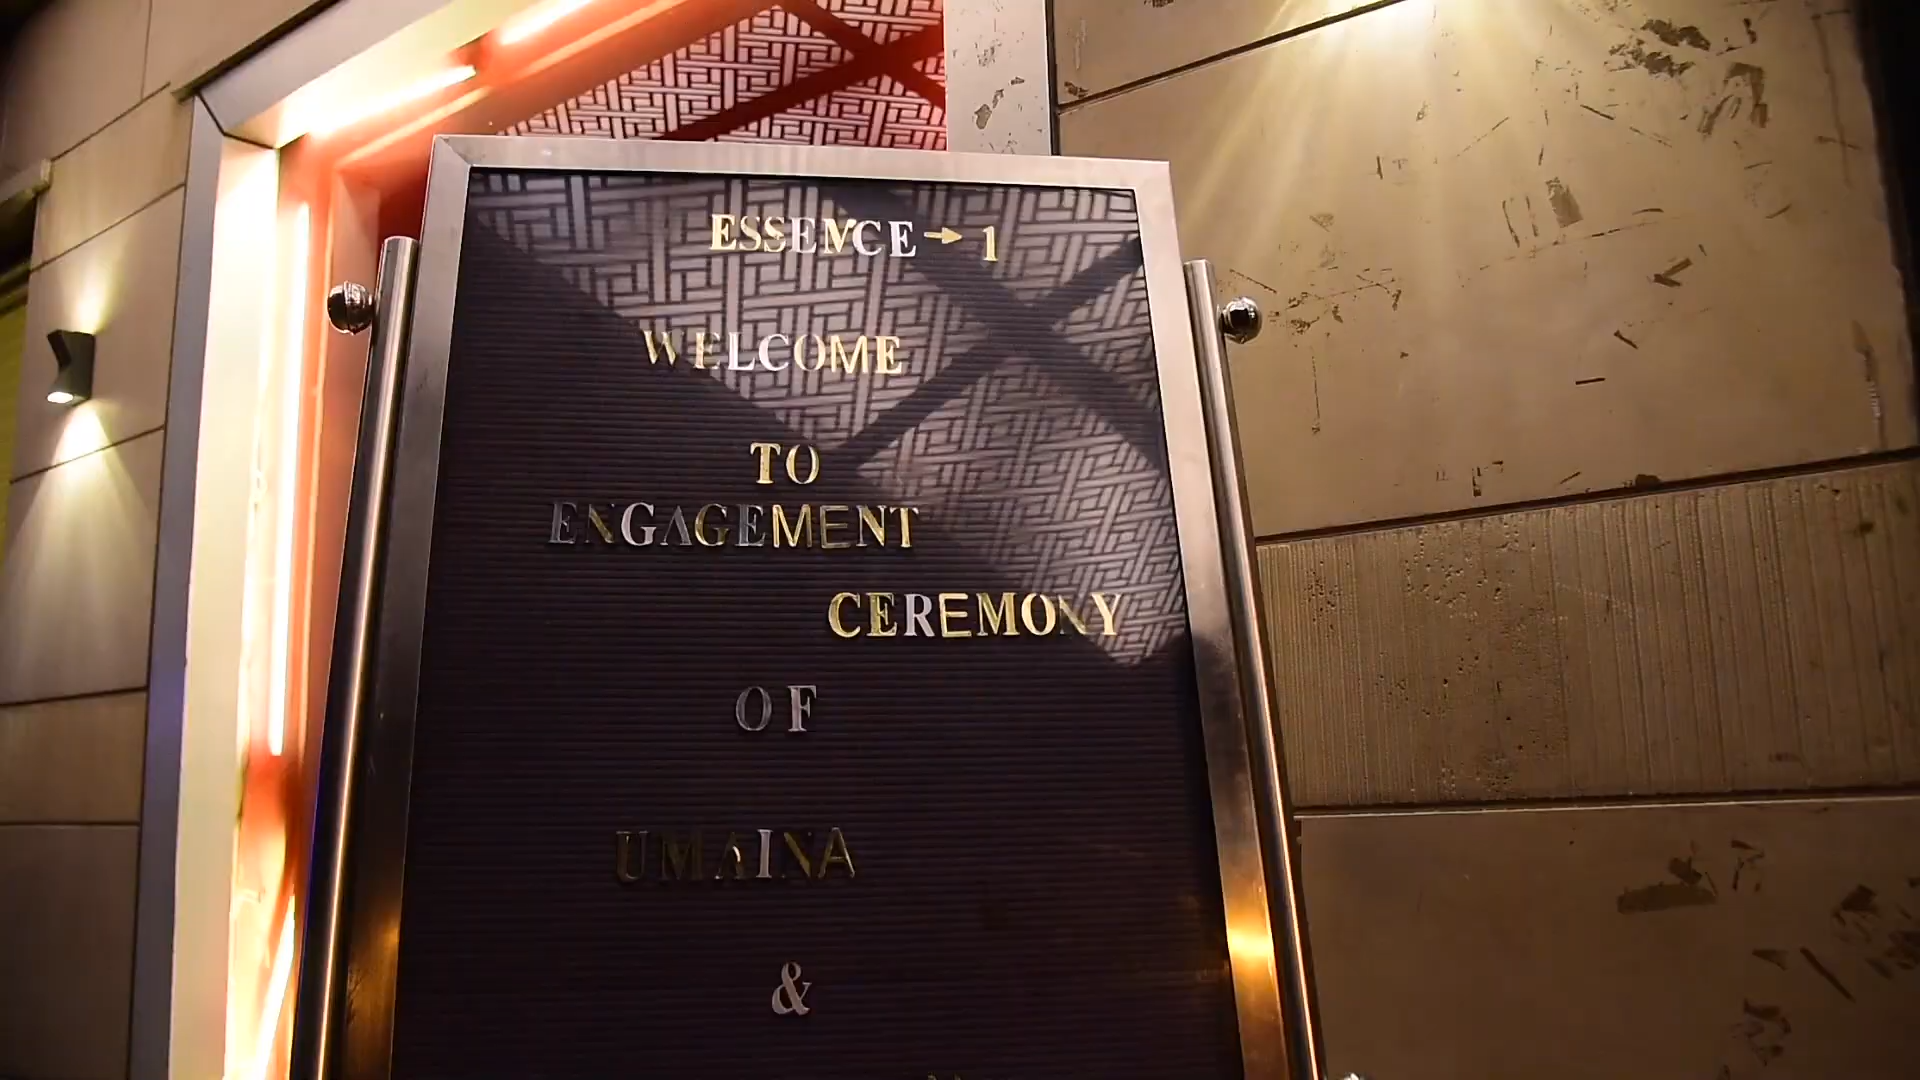 ESSENCE → 1
WELCOME
TO
ENGAGEMENT
CEREMONY
OF
UMAINA
&